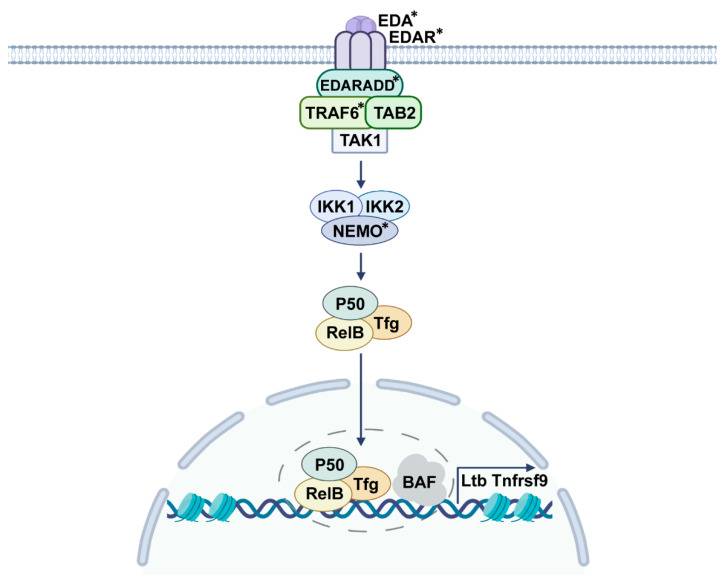 EDA*
EDAR*
EDARADD*
TRAF6* TAB2
TAK1
IKK1 IKK2
NEMO*
P50
RelB Tfg
P50
RelB Tfg BAF Ltb Tnfrsf9